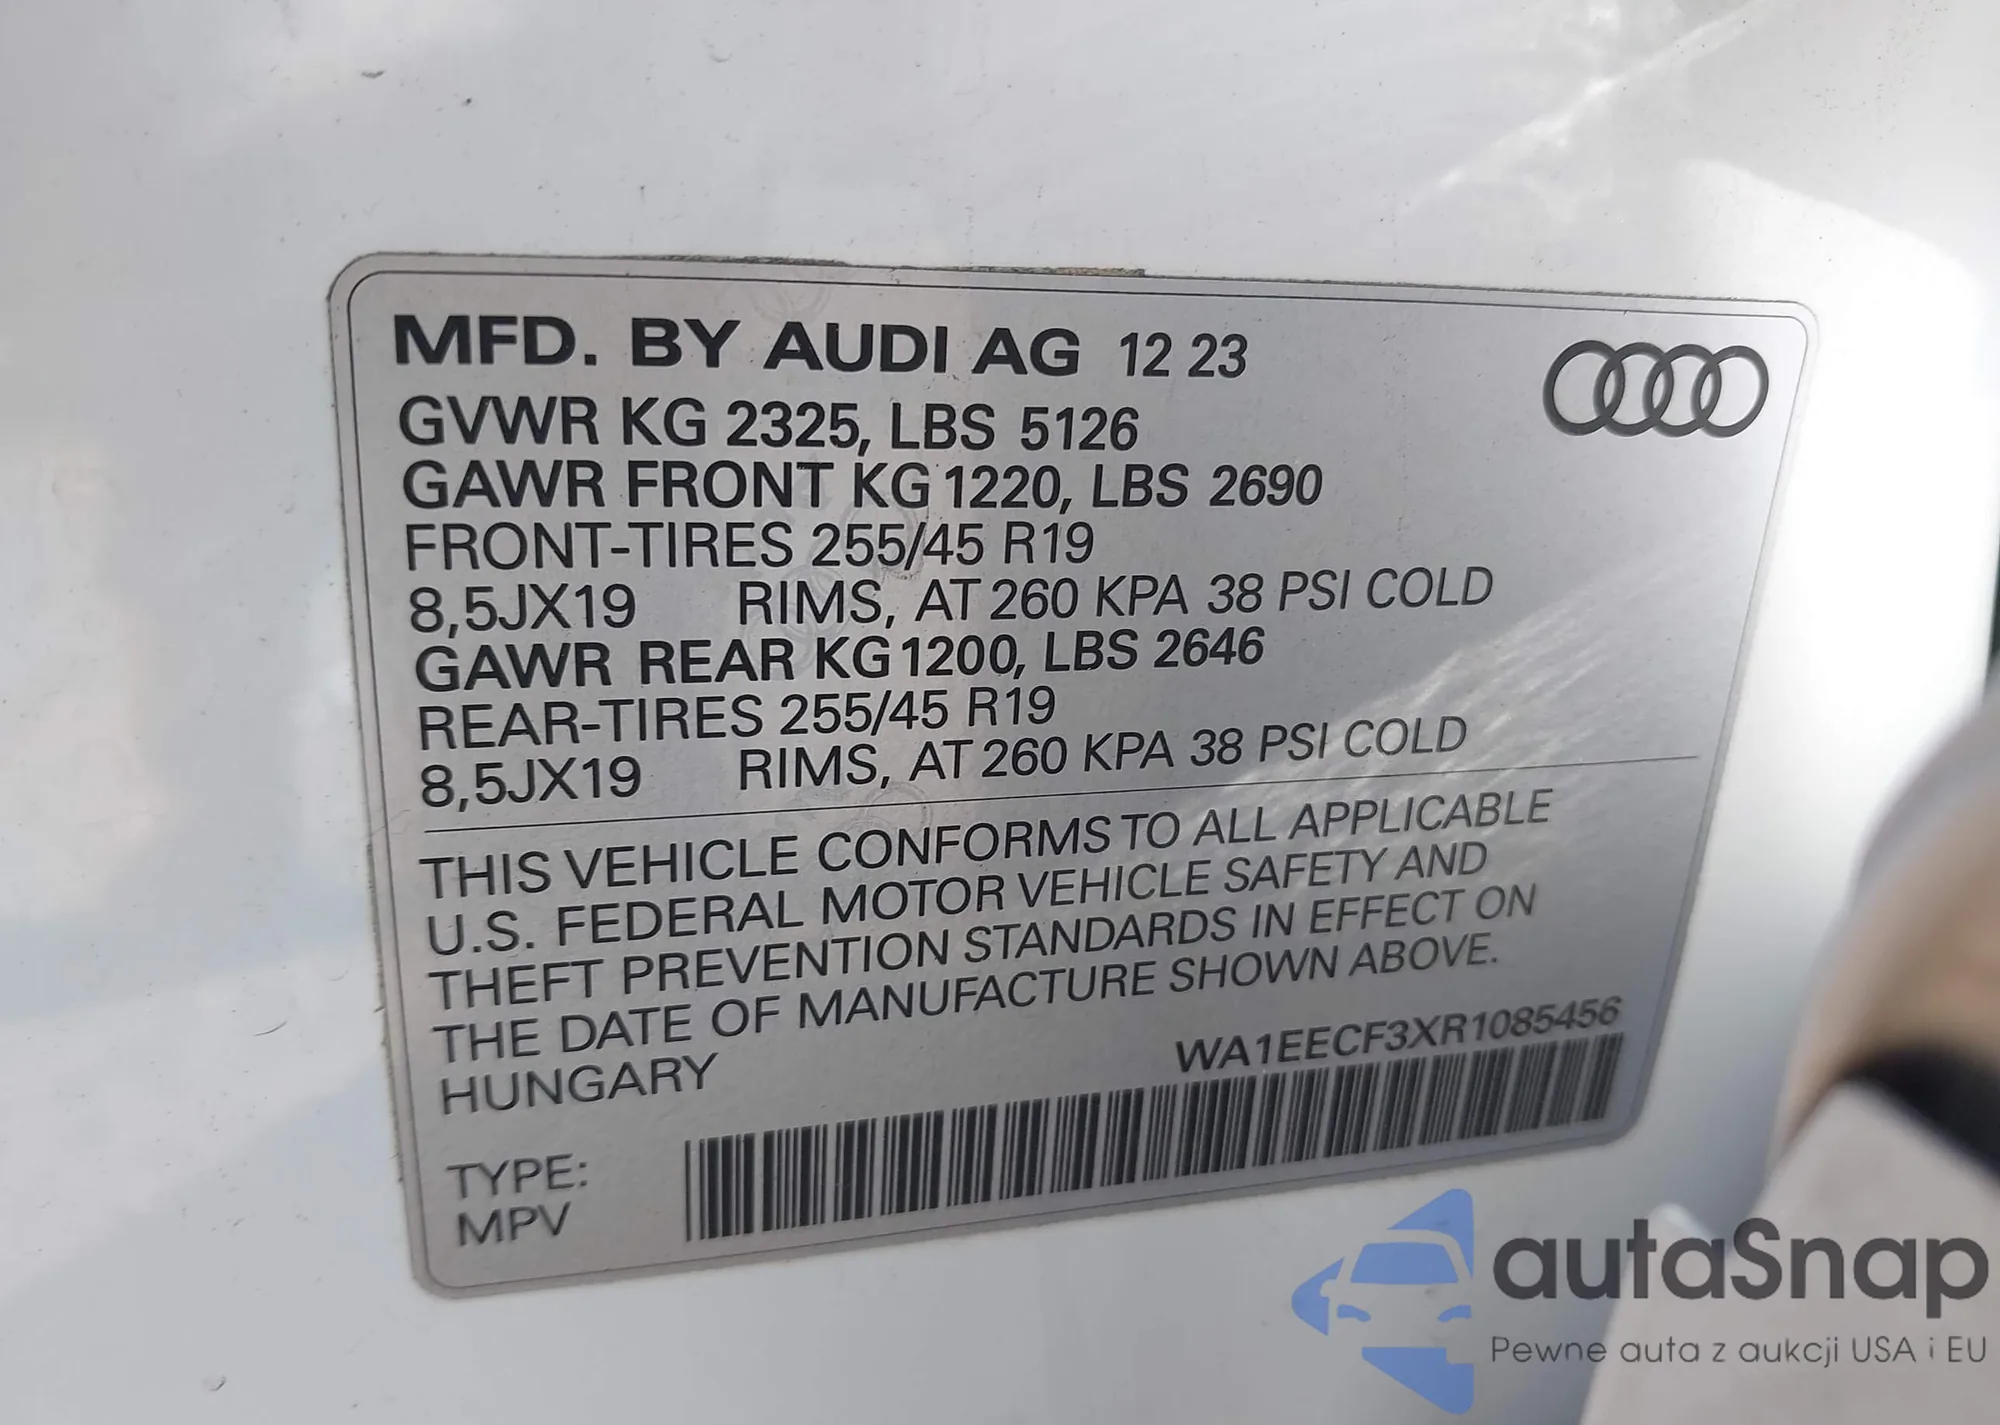 MFD. BY AUDI AG 12 23
GVWR KG 2325, LBS 5126
GAWR FRONT KG 1220, LBS 2690
FRONT-TIRES 255/45 R19
8,5JX19 RIMS, AT 260 KPA 38 PSI COLD
GAWR REAR KG 1200, LBS 2646
REAR-TIRES 255/45 R19
8,5JX19 RIMS, AT 260 KPA 38 PSI COLD
THIS VEHICLE CONFORMS TO ALL APPLICABLE
U.S. FEDERAL MOTOR VEHICLE SAFETY AND
THEFT PREVENTION STANDARDS IN EFFECT ON
THE DATE OF MANUFACTURE SHOWN ABOVE.
HUNGARY
WA1EECF3XR1085456
TYPE:
MPV
autaSnap
Pewne auta z aukcji USA i EU